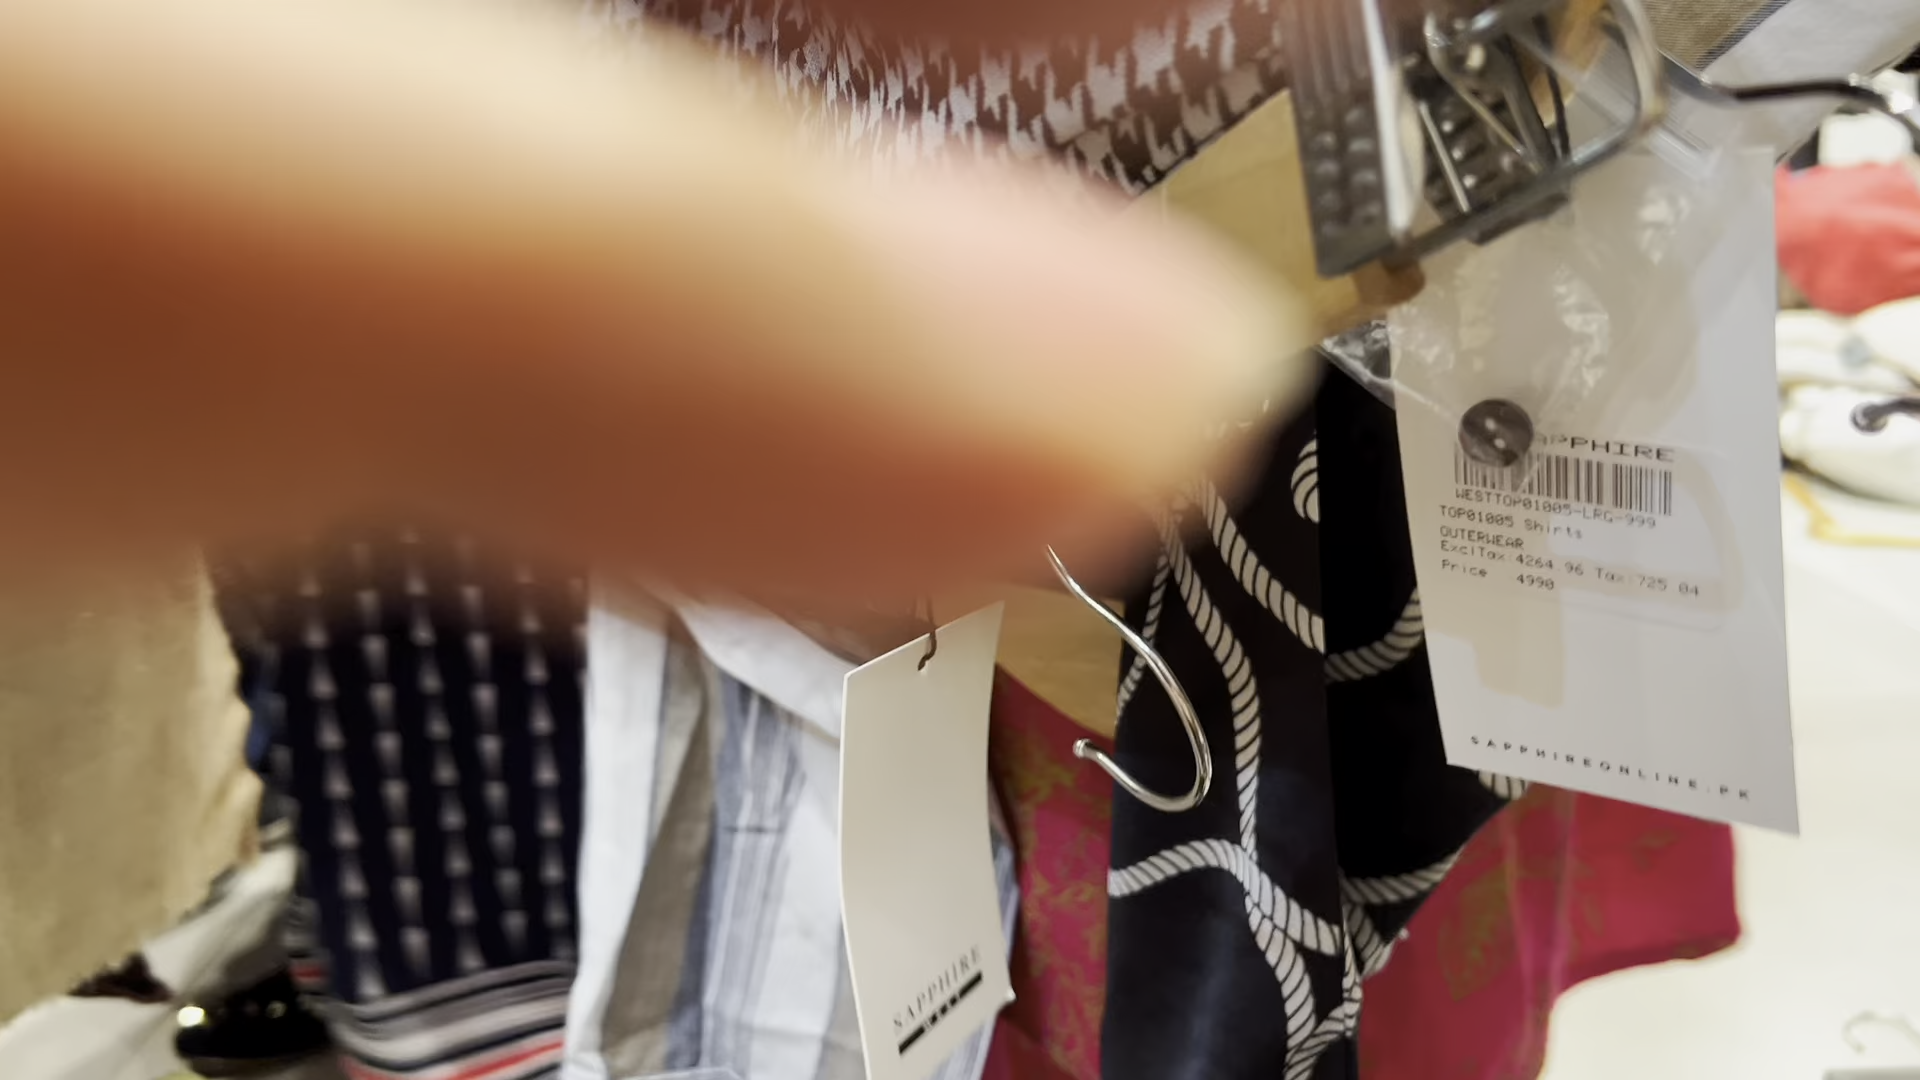 SAPPHIRE
WESTTOP01005-LRG-999
TOP01005 Shirts
OUTERWEAR
ExclTax:4264.96 Tax:725.04
Price 4990
SAPPHIREONLINE.PK
SAPPHIRE